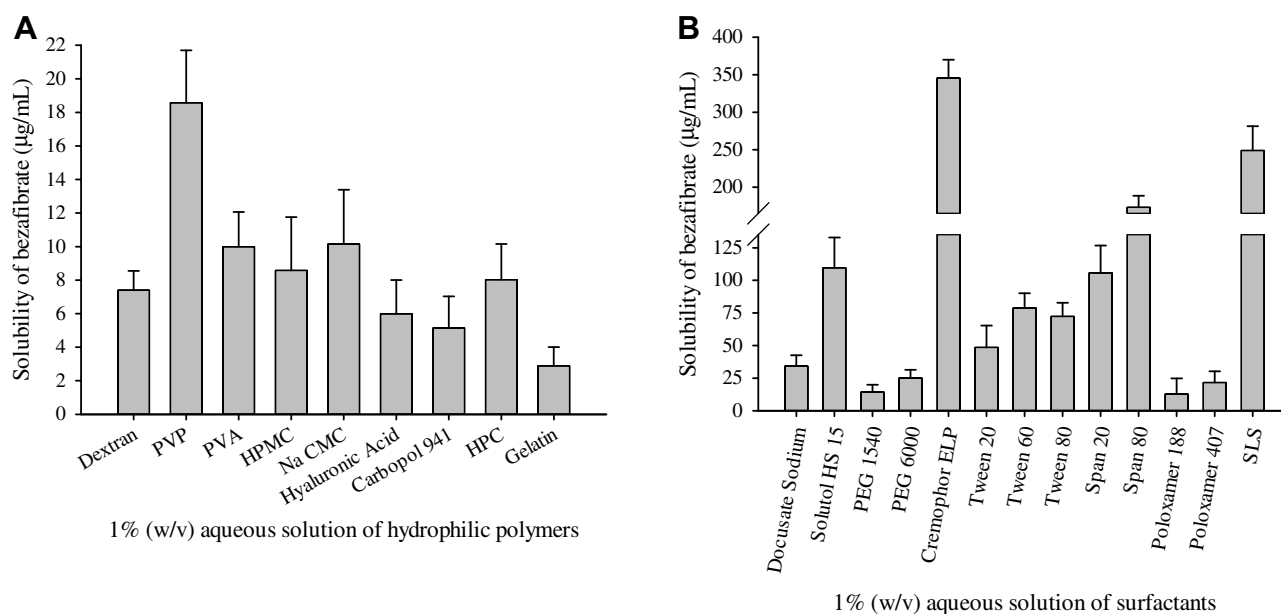 A
Solubility of bezafibrate (µg/mL)
22
20
18
16
14
12
10
8
6
4
2
0
Dextran
PVP
PVA
HPMC
Na CMC
Hyaluronic Acid
Carbopol 941
HPC
Gelatin
1% (w/v) aqueous solution of hydrophilic polymers
B
Solubility of bezafibrate (µg/mL)
400
350
300
250
200
125
100
75
50
25
0
Docusate Sodium
Solutol HS 15
PEG 1540
PEG 6000
Cremophor ELP
Tween 20
Tween 60
Tween 80
Span 20
Span 80
Poloxamer 188
Poloxamer 407
SLS
1% (w/v) aqueous solution of surfactants